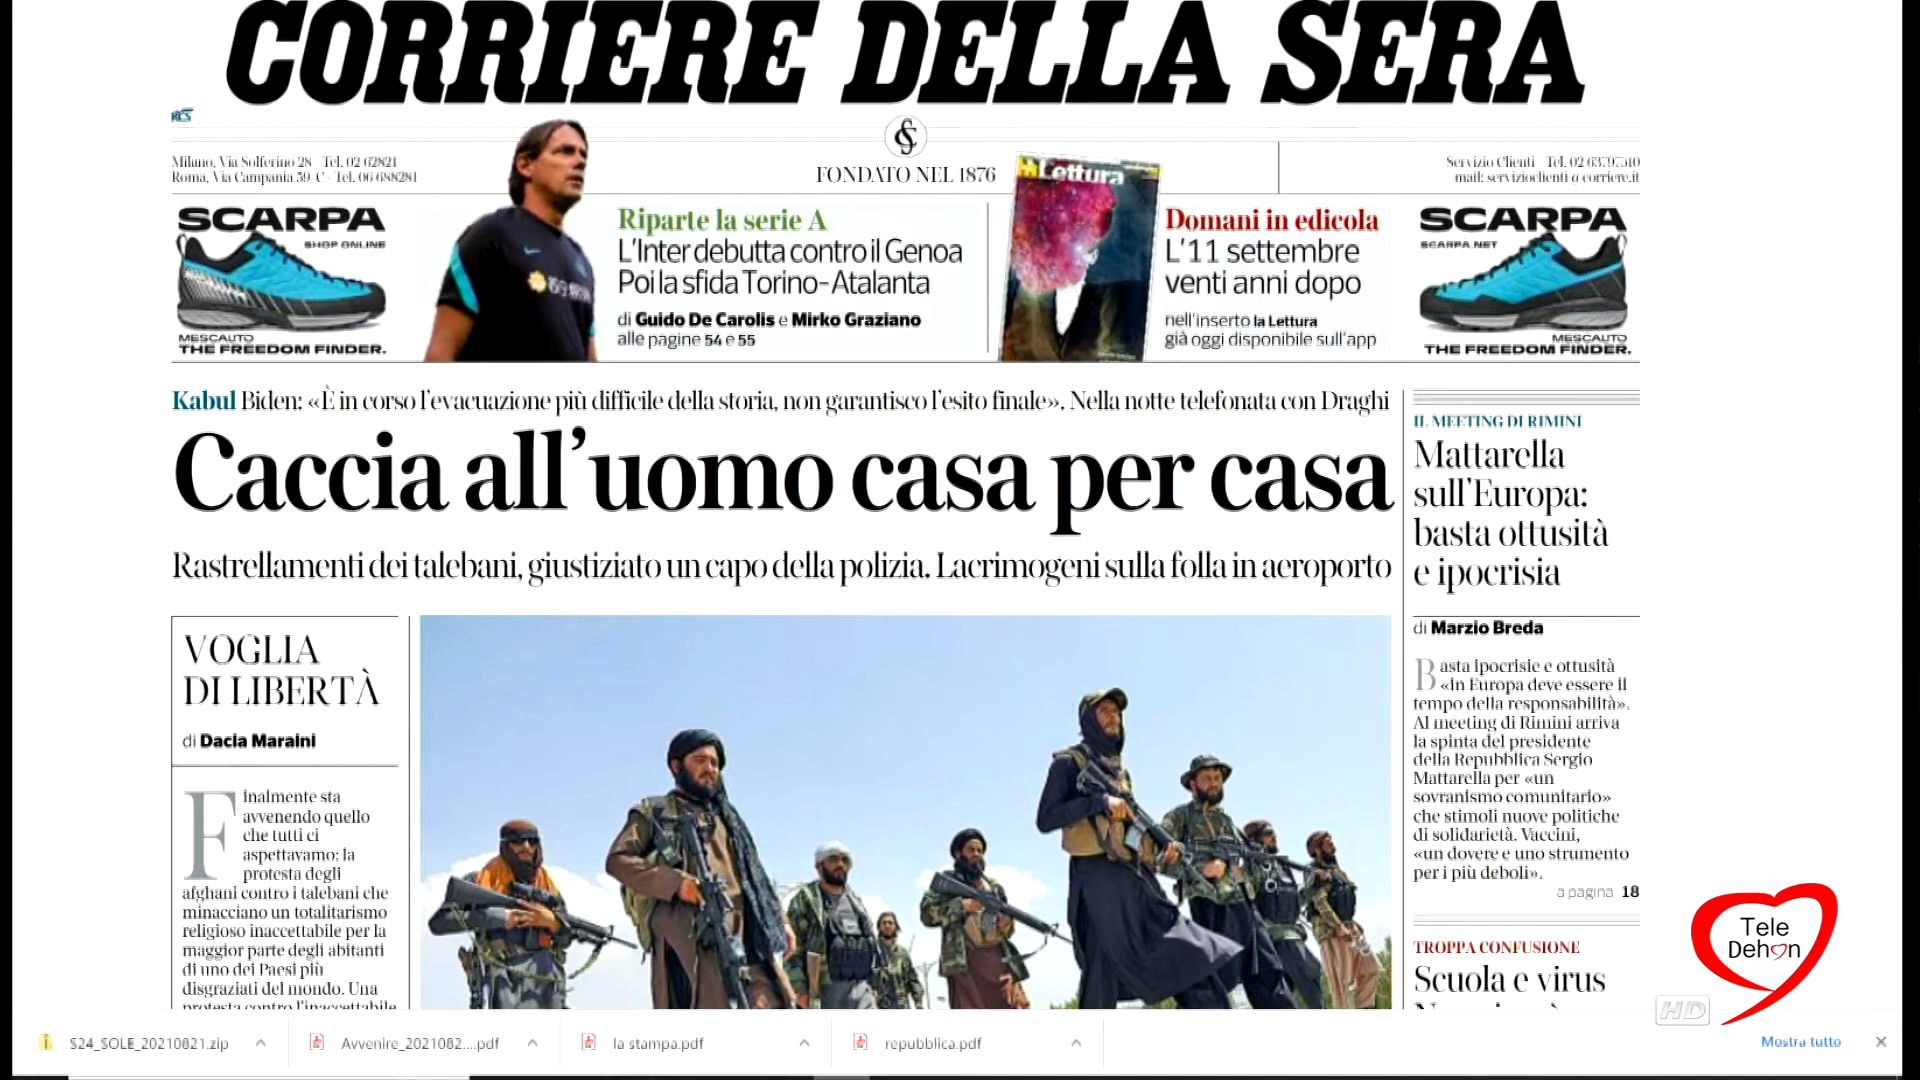 CORRIERE DELLA SERA
RCS
Milano, Via Solferino 28 - Tel. 02 62821
Roma, Via Campania 59/C - Tel. 06 688281
FONDATO NEL 1876
Servizio Clienti - Tel. 02 63797510
mail: servizioclienti@corriere.it
SCARPA
SHOP ONLINE
MESCALITO
THE FREEDOM FINDER.
Riparte la serie A
L'Inter debutta contro il Genoa
Poi la sfida Torino-Atalanta
di Guido De Carolis e Mirko Graziano
alle pagine 54 e 55
la Lettura
Domani in edicola
L'11 settembre
venti anni dopo
nell'inserto la Lettura
già oggi disponibile sull'app
SCARPA
SCARPA.NET
MESCALITO
THE FREEDOM FINDER.
Kabul Biden: «È in corso l'evacuazione più difficile della storia, non garantisco l'esito finale». Nella notte telefonata con Draghi
Caccia all'uomo casa per casa
Rastrellamenti dei talebani, giustiziato un capo della polizia. Lacrimogeni sulla folla in aeroporto
VOGLIA
DI LIBERTÀ
di Dacia Maraini
Finalmente sta
avvenendo quello
che tutti ci
aspettavamo: la
protesta degli
afghani contro i talebani che
minacciano un totalitarismo
religioso inaccettabile per la
maggior parte degli abitanti
di uno dei Paesi più
disgraziati del mondo. Una
protesta contro l'inaccettabile
IL MEETING DI RIMINI
Mattarella
sull'Europa:
basta ottusità
e ipocrisia
di Marzio Breda
Basta ipocrisie e ottusità
«in Europa deve essere il
tempo della responsabilità».
Al meeting di Rimini arriva
la spinta del presidente
della Repubblica Sergio
Mattarella per «un
sovranismo comunitario»
che stimoli nuove politiche
di solidarietà. Vaccini,
«un dovere e uno strumento
per i più deboli».
a pagina 18
TROPPA CONFUSIONE
Scuola e virus
Tele
Dehon
HD
S24_SOLE_20210821.zip
Avvenire_2021082....pdf
la stampa.pdf
repubblica.pdf
Mostra tutto